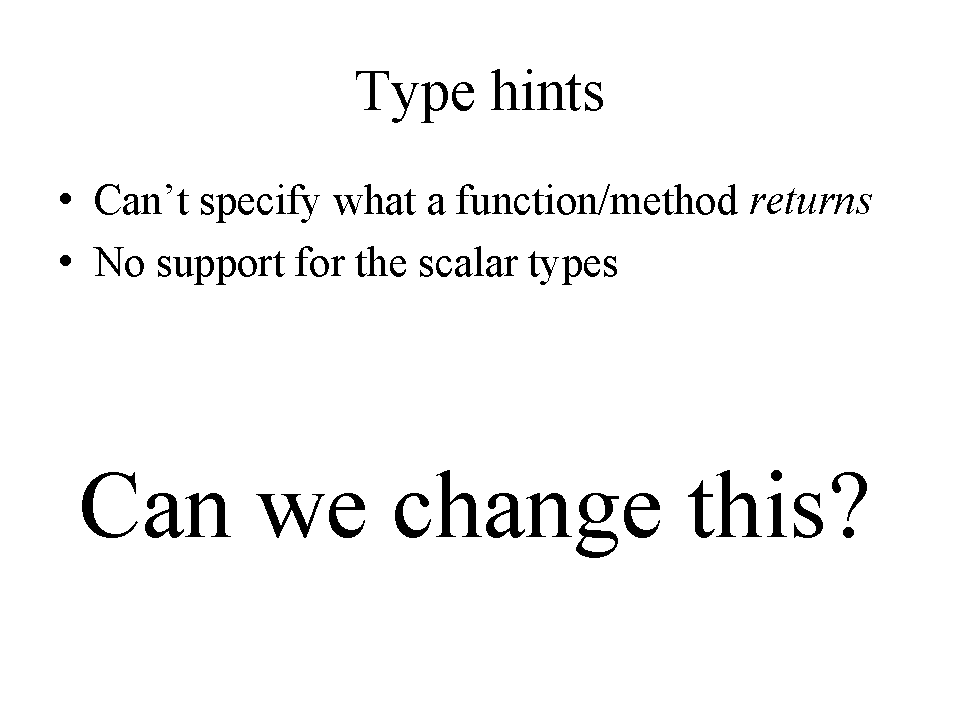 Type hints
• Can’t specify what a function/method returns
• No support for the scalar types
Can we change this?